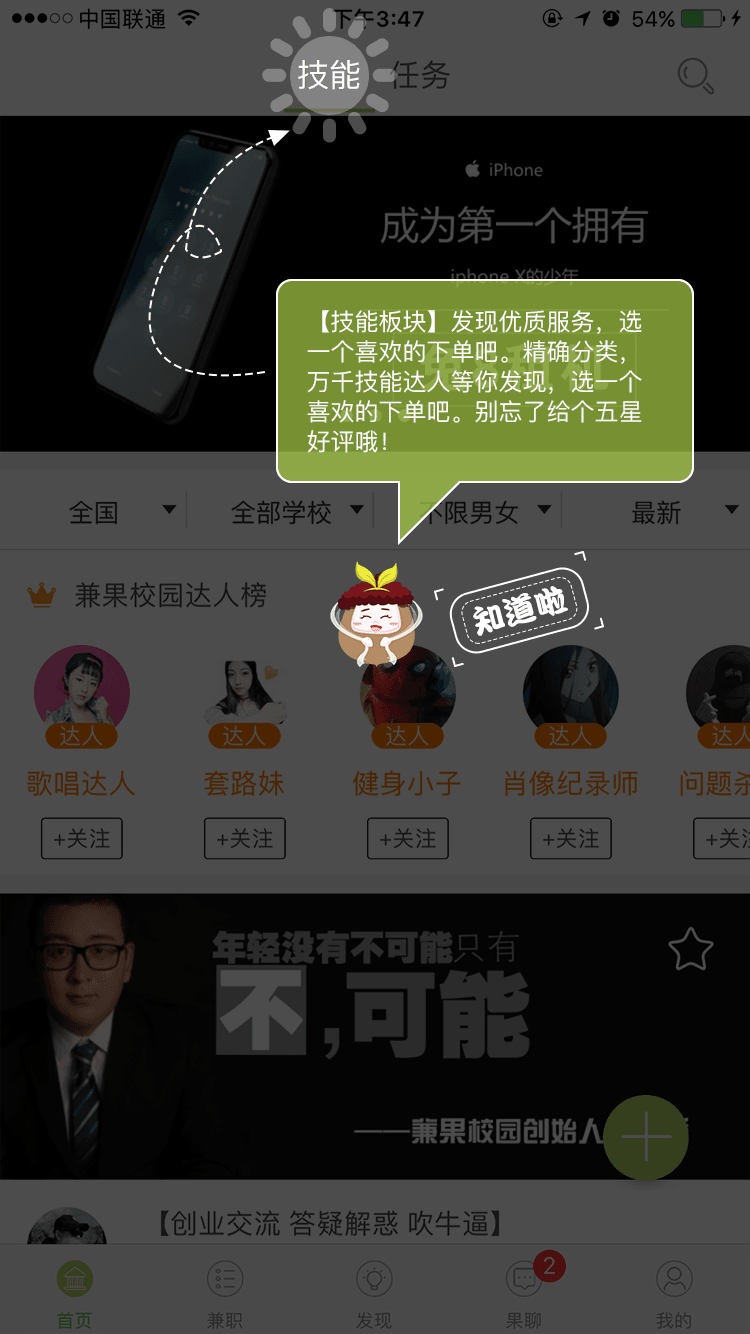 中国联通 下午3:47 54%
技能 任务
iPhone
成为第一个拥有
iphone X的少年
【技能板块】发现优质服务，选
一个喜欢的下单吧。精确分类，
万千技能达人等你发现，选一个
喜欢的下单吧。别忘了给个五星
好评哦！
全国 全部学校 不限男女 最新
兼果校园达人榜
知道啦
达人 达人 达人 达人 达人
歌唱达人 套路妹 健身小子 肖像纪录师 问题杀
+关注 +关注 +关注 +关注 +关注
年轻没有不可能只有
不,可能
——兼果校园创始人
【创业交流 答疑解惑 吹牛逼】
2
首页 兼职 发现 果聊 我的